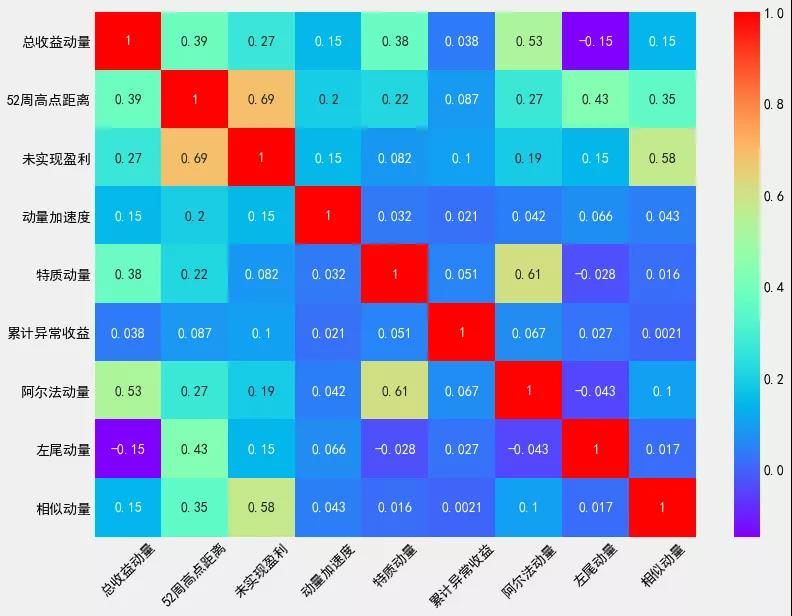 总收益动量 1 0.39 0.27 0.15 0.38 0.038 0.53 -0.15 0.15
52周高点距离 0.39 1 0.69 0.2 0.22 0.087 0.27 0.43 0.35
未实现盈利 0.27 0.69 1 0.15 0.082 0.1 0.19 0.15 0.58
动量加速度 0.15 0.2 0.15 1 0.032 0.021 0.042 0.066 0.043
特质动量 0.38 0.22 0.082 0.032 1 0.051 0.61 -0.028 0.016
累计异常收益 0.038 0.087 0.1 0.021 0.051 1 0.067 0.027 0.0021
阿尔法动量 0.53 0.27 0.19 0.042 0.61 0.067 1 -0.043 0.1
左尾动量 -0.15 0.43 0.15 0.066 -0.028 0.027 -0.043 1 0.017
相似动量 0.15 0.35 0.58 0.043 0.016 0.0021 0.1 0.017 1
总收益动量 52周高点距离 未实现盈利 动量加速度 特质动量 累计异常收益 阿尔法动量 左尾动量 相似动量
1.0
0.8
0.6
0.4
0.2
0.0